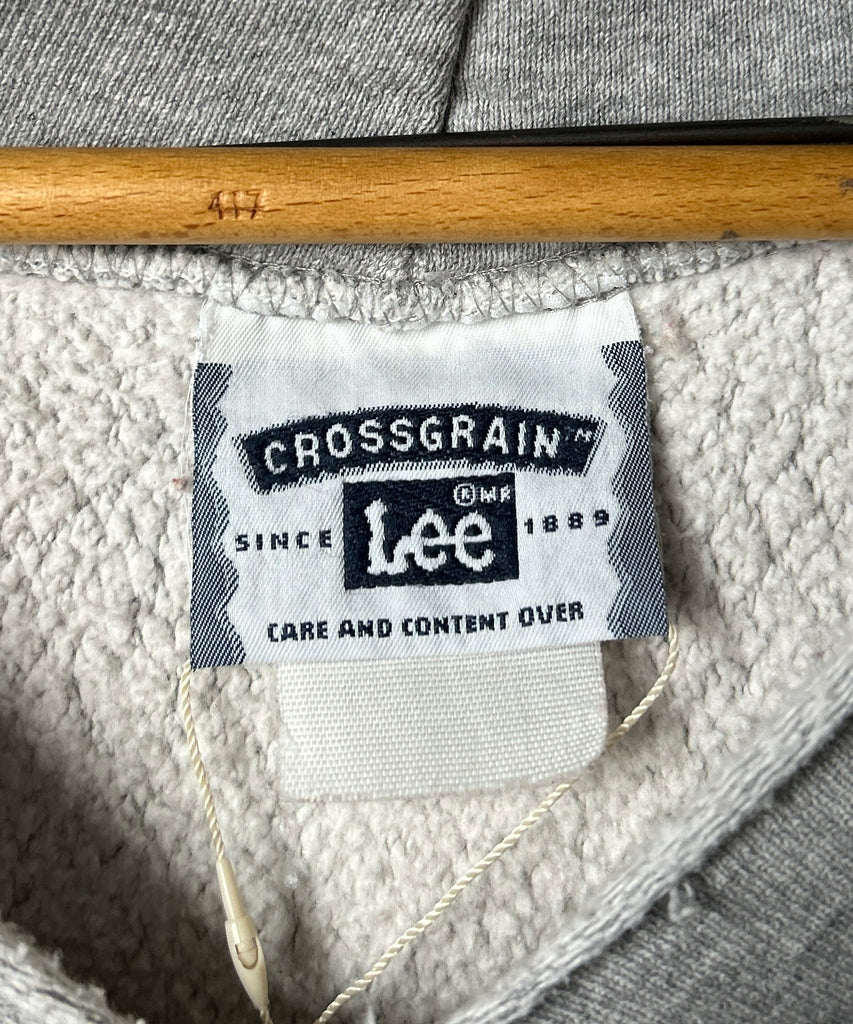 417
CROSSGRAIN™
® MR
SINCE Lee 1889
CARE AND CONTENT OVER